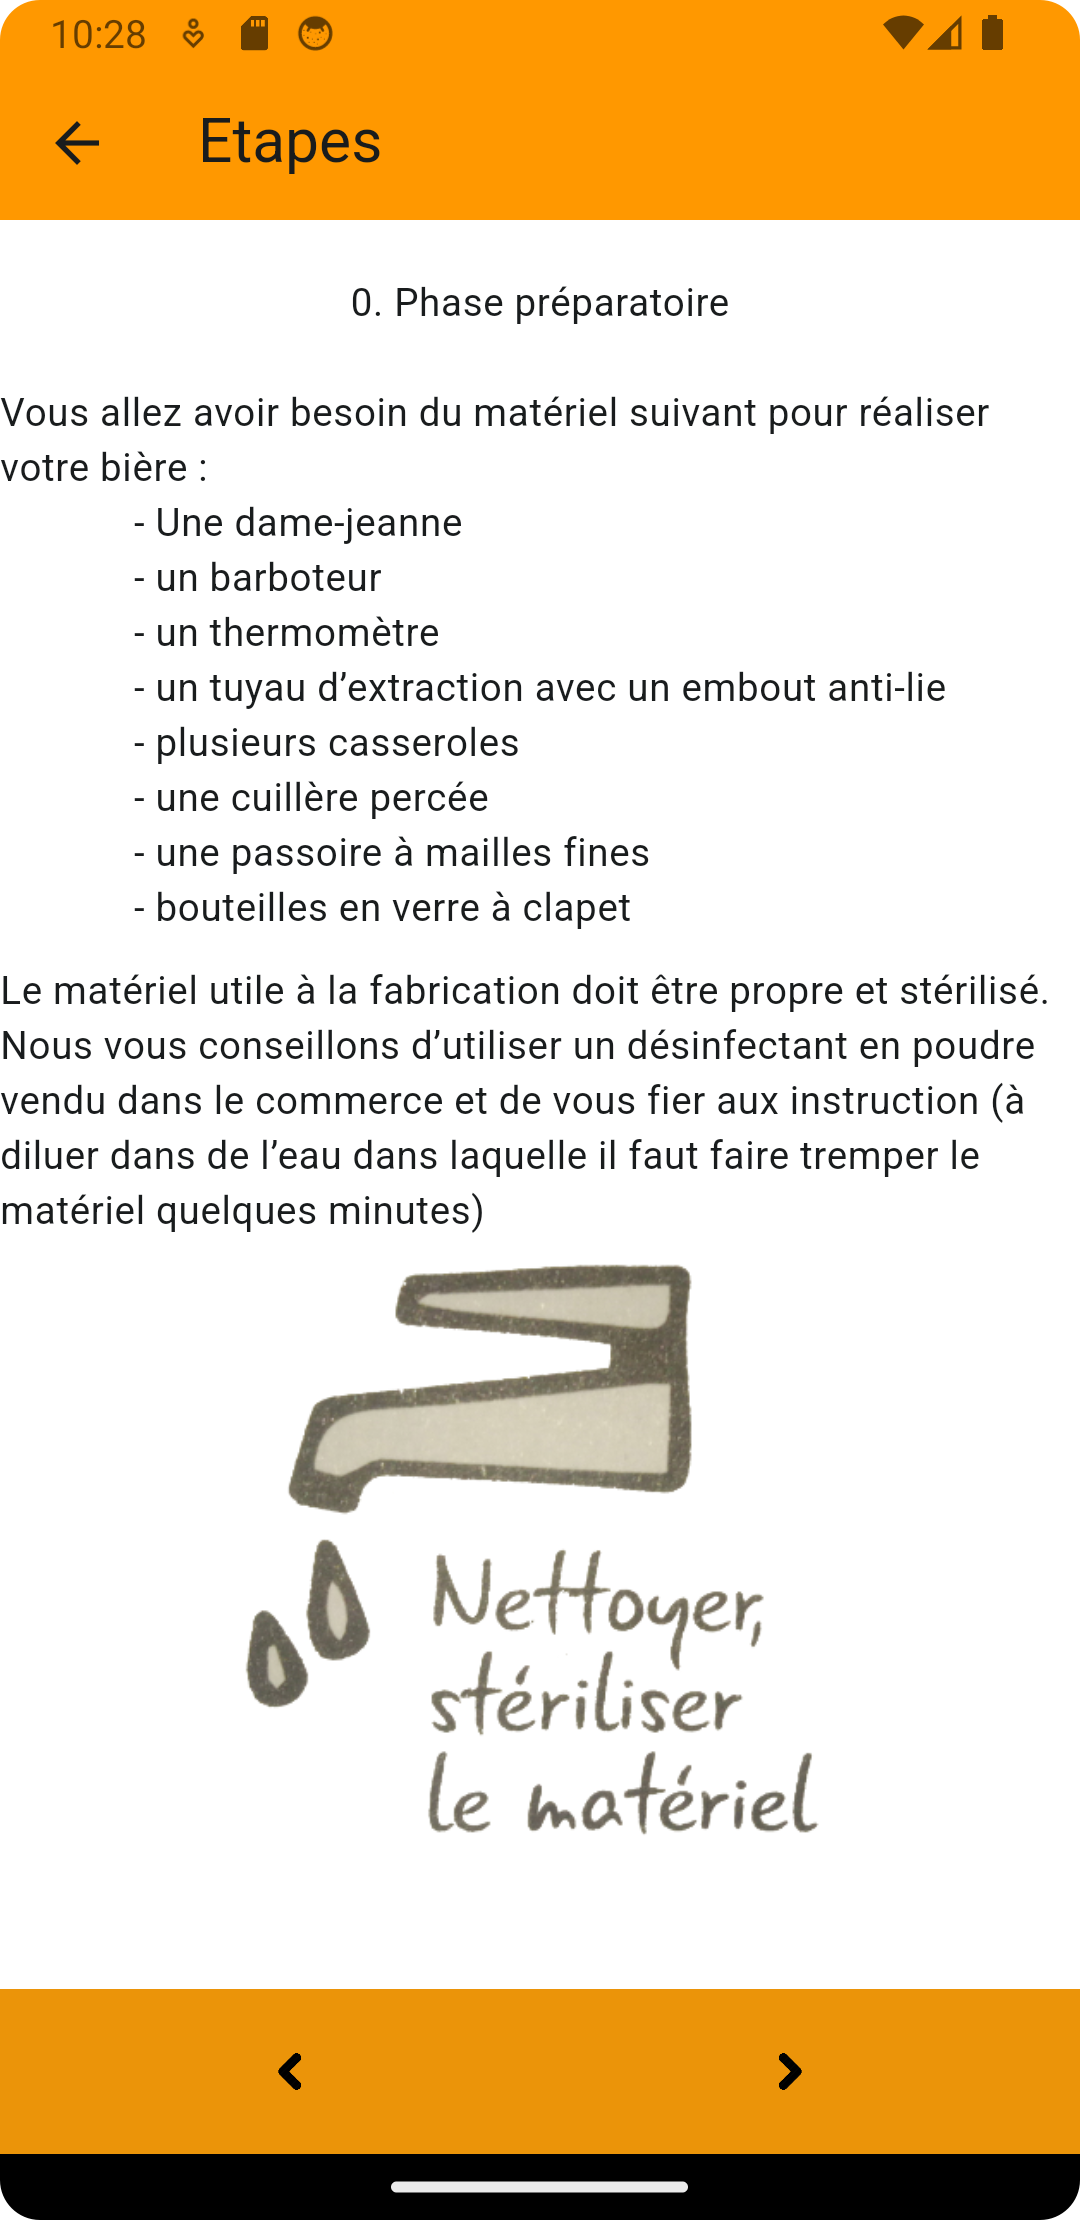 10:28
Etapes
0. Phase préparatoire
Vous allez avoir besoin du matériel suivant pour réaliser
votre bière :
- Une dame-jeanne
- un barboteur
- un thermomètre
- un tuyau d’extraction avec un embout anti-lie
- plusieurs casseroles
- une cuillère percée
- une passoire à mailles fines
- bouteilles en verre à clapet
Le matériel utile à la fabrication doit être propre et stérilisé.
Nous vous conseillons d’utiliser un désinfectant en poudre
vendu dans le commerce et de vous fier aux instruction (à
diluer dans de l’eau dans laquelle il faut faire tremper le
matériel quelques minutes)
Nettoyer,
stériliser
le matériel